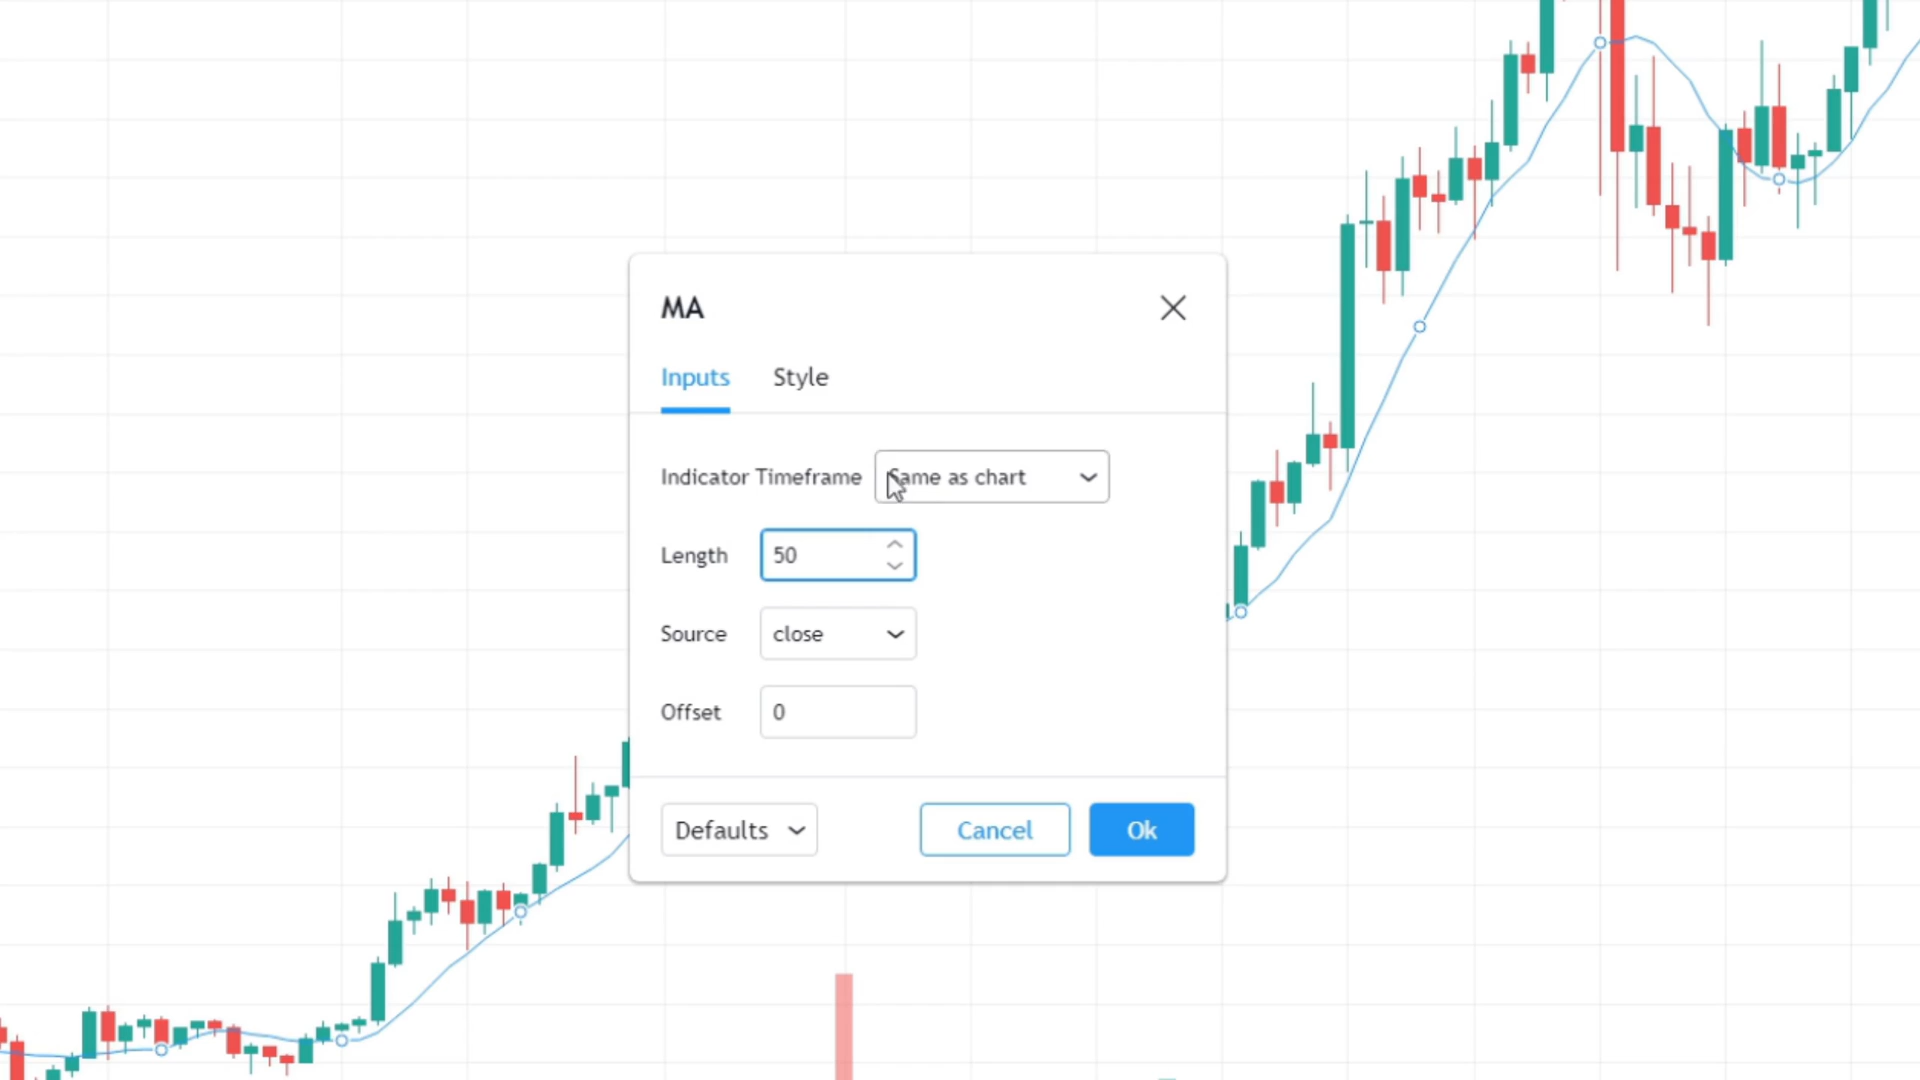 MA
Inputs Style
Indicator Timeframe Same as chart
Length 50
Source close
Offset 0
Defaults Cancel Ok